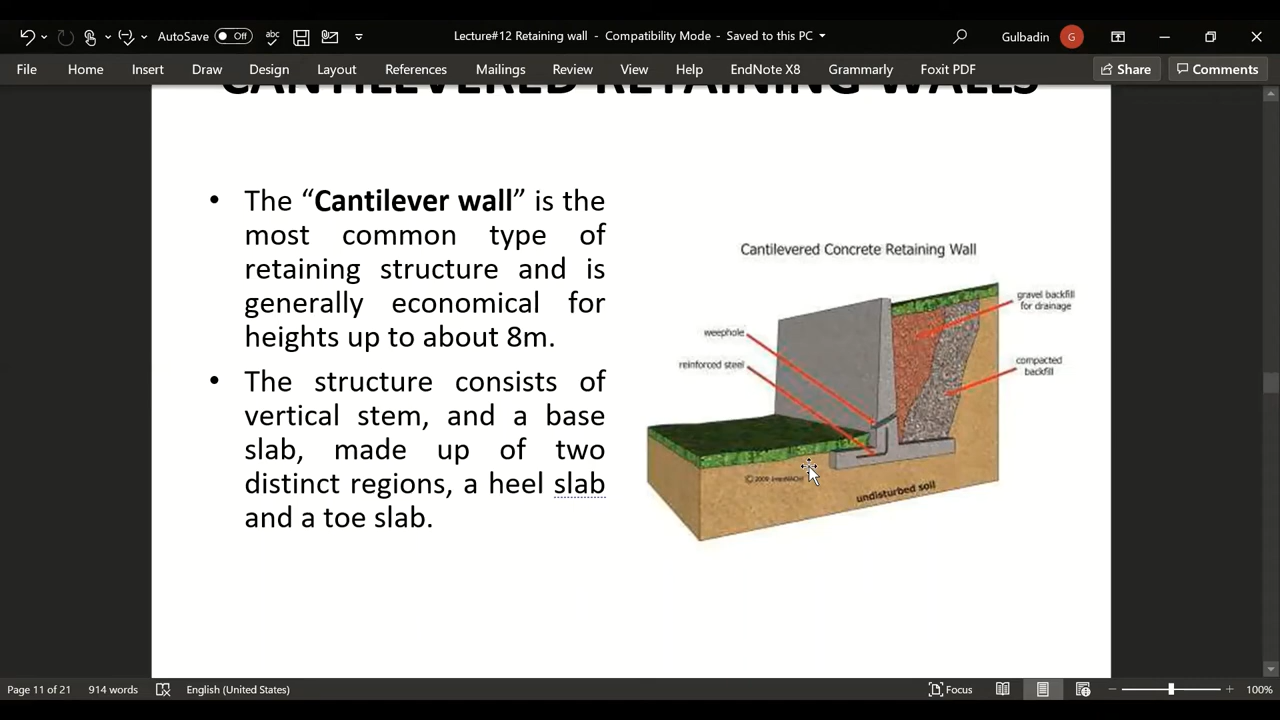 AutoSave Off
Lecture#12 Retaining wall - Compatibility Mode - Saved to this PC
Gulbadin G
File Home Insert Draw Design Layout References Mailings Review View Help EndNote X8 Grammarly Foxit PDF Share Comments
CANTILEVERED RETAINING WALLS
• The “Cantilever wall” is the
most common type of
retaining structure and is
generally economical for
heights up to about 8m.
• The structure consists of
vertical stem, and a base
slab, made up of two
distinct regions, a heel slab
and a toe slab.
Cantilevered Concrete Retaining Wall
gravel backfill
for drainage
weephole
reinforced steel
compacted
backfill
© 2009
undisturbed soil
Page 11 of 21 914 words English (United States) Focus 100%